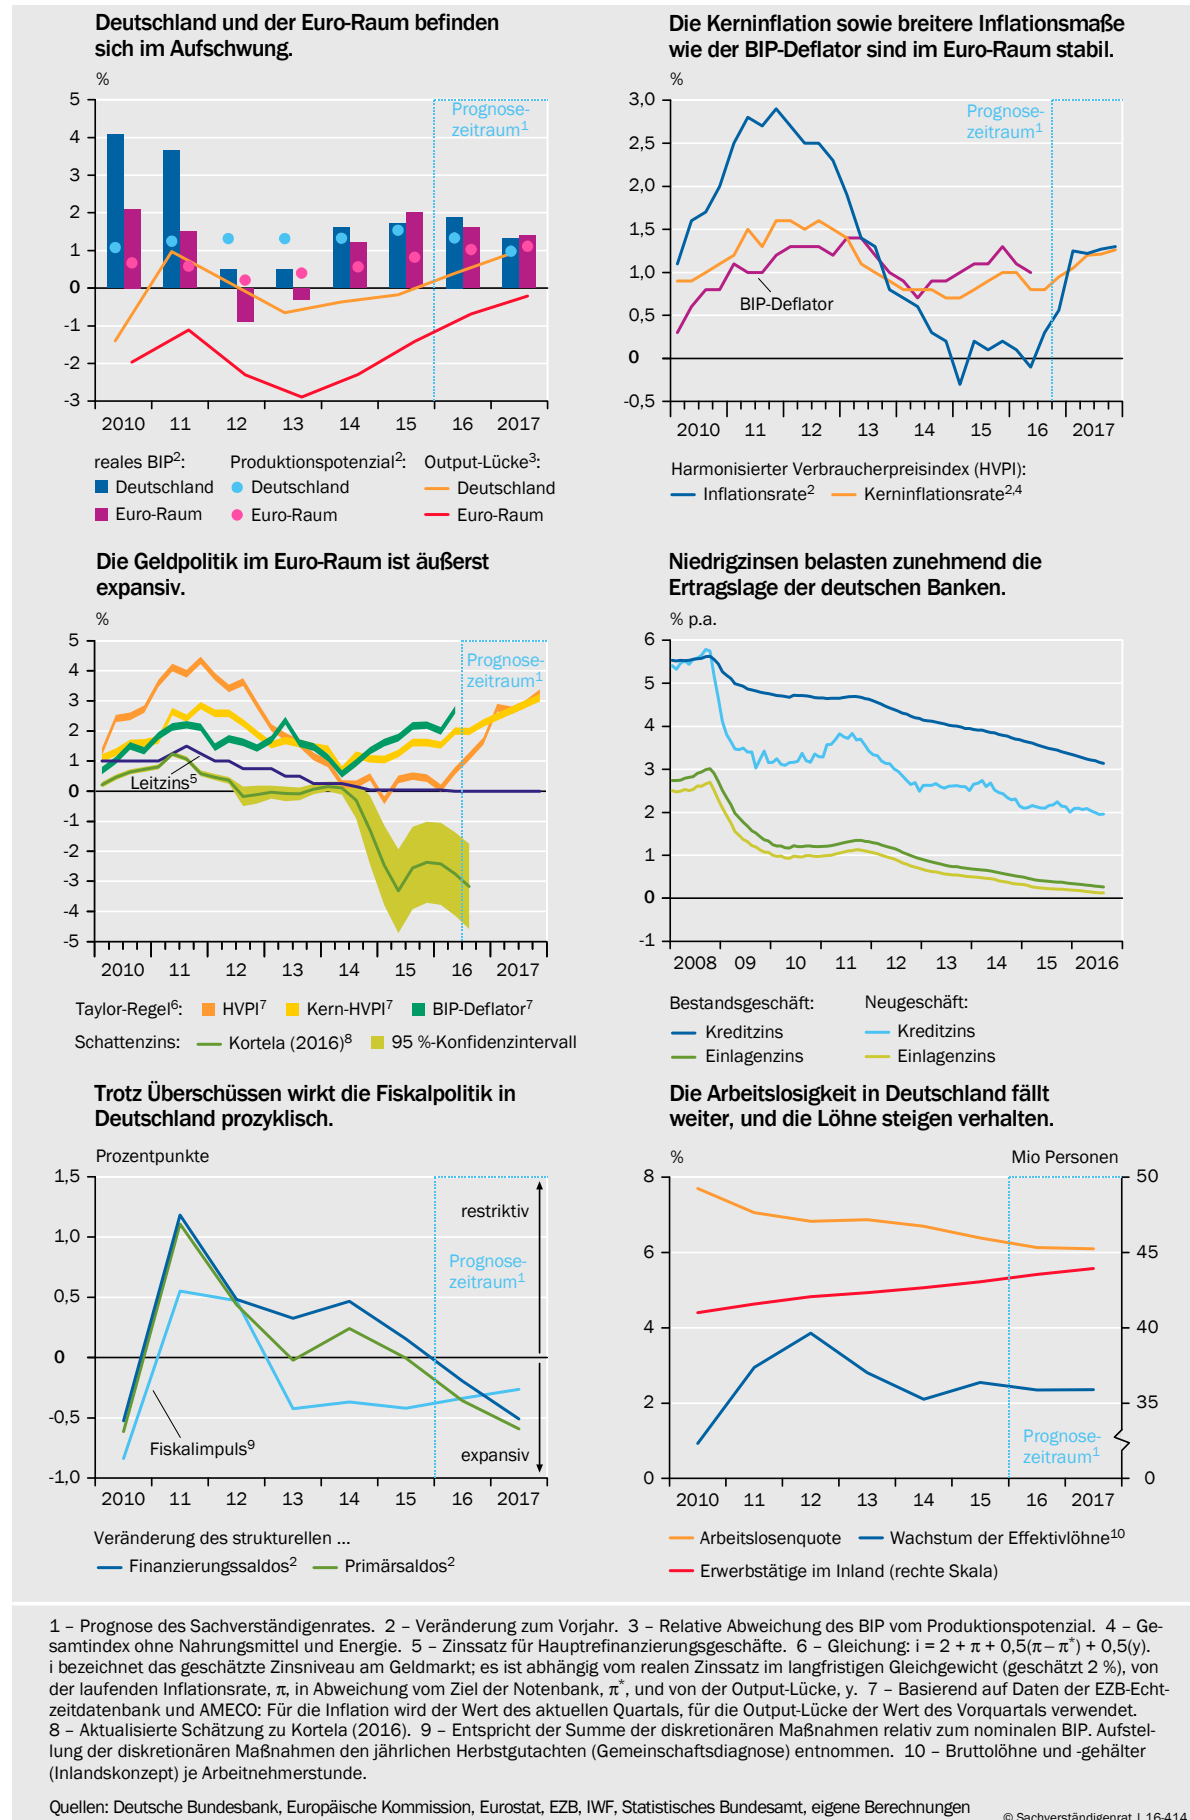 Deutschland und der Euro-Raum befinden
sich im Aufschwung.
%
5
4
3
2
1
0
-1
-2
-3
Prognose-
zeitraum1
2010 11 12 13 14 15 16 2017
reales BIP2: Produktionspotenzial2: Output-Lücke3:
Deutschland Deutschland Deutschland
Euro-Raum Euro-Raum Euro-Raum
Die Kerninflation sowie breitere Inflationsmaße
wie der BIP-Deflator sind im Euro-Raum stabil.
%
3,0
2,5
2,0
1,5
1,0
0,5
0
-0,5
Prognose-
zeitraum1
BIP-Deflator
2010 11 12 13 14 15 16 2017
Harmonisierter Verbraucherpreisindex (HVPI):
Inflationsrate2 Kerninflationsrate2,4
Die Geldpolitik im Euro-Raum ist äußerst
expansiv.
%
5
4
3
2
1
0
-1
-2
-3
-4
-5
Prognose-
zeitraum1
Leitzins5
2010 11 12 13 14 15 16 2017
Taylor-Regel6: HVPI7 Kern-HVPI7 BIP-Deflator7
Schattenzins: Kortela (2016)8 95 %-Konfidenzintervall
Niedrigzinsen belasten zunehmend die
Ertragslage der deutschen Banken.
% p.a.
6
5
4
3
2
1
0
-1
2008 09 10 11 12 13 14 15 2016
Bestandsgeschäft: Neugeschäft:
Kreditzins Kreditzins
Einlagenzins Einlagenzins
Trotz Überschüssen wirkt die Fiskalpolitik in
Deutschland prozyklisch.
Prozentpunkte
1,5
1,0
0,5
0
-0,5
-1,0
restriktiv
Prognose-
zeitraum1
Fiskalimpuls9
expansiv
2010 11 12 13 14 15 16 2017
Veränderung des strukturellen ...
Finanzierungssaldos2 Primärsaldos2
Die Arbeitslosigkeit in Deutschland fällt
weiter, und die Löhne steigen verhalten.
% Mio Personen
8 50
6 45
4 40
2 35
0 0
Prognose-
zeitraum1
2010 11 12 13 14 15 16 2017
Arbeitslosenquote Wachstum der Effektivlöhne10
Erwerbstätige im Inland (rechte Skala)
1 – Prognose des Sachverständigenrates. 2 – Veränderung zum Vorjahr. 3 – Relative Abweichung des BIP vom Produktionspotenzial. 4 – Ge-
samtindex ohne Nahrungsmittel und Energie. 5 – Zinssatz für Hauptrefinanzierungsgeschäfte. 6 – Gleichung: i = 2 + π + 0,5(π – π*) + 0,5(y).
i bezeichnet das geschätzte Zinsniveau am Geldmarkt; es ist abhängig vom realen Zinssatz im langfristigen Gleichgewicht (geschätzt 2 %), von
der laufenden Inflationsrate, π, in Abweichung vom Ziel der Notenbank, π*, und von der Output-Lücke, y. 7 – Basierend auf Daten der EZB-Echt-
zeitdatenbank und AMECO: Für die Inflation wird der Wert des aktuellen Quartals, für die Output-Lücke der Wert des Vorquartals verwendet.
8 – Aktualisierte Schätzung zu Kortela (2016). 9 – Entspricht der Summe der diskretionären Maßnahmen relativ zum nominalen BIP. Aufstel-
lung der diskretionären Maßnahmen den jährlichen Herbstgutachten (Gemeinschaftsdiagnose) entnommen. 10 – Bruttolöhne und -gehälter
(Inlandskonzept) je Arbeitnehmerstunde.
Quellen: Deutsche Bundesbank, Europäische Kommission, Eurostat, EZB, IWF, Statistisches Bundesamt, eigene Berechnungen
© Sachverständigenrat | 16-414